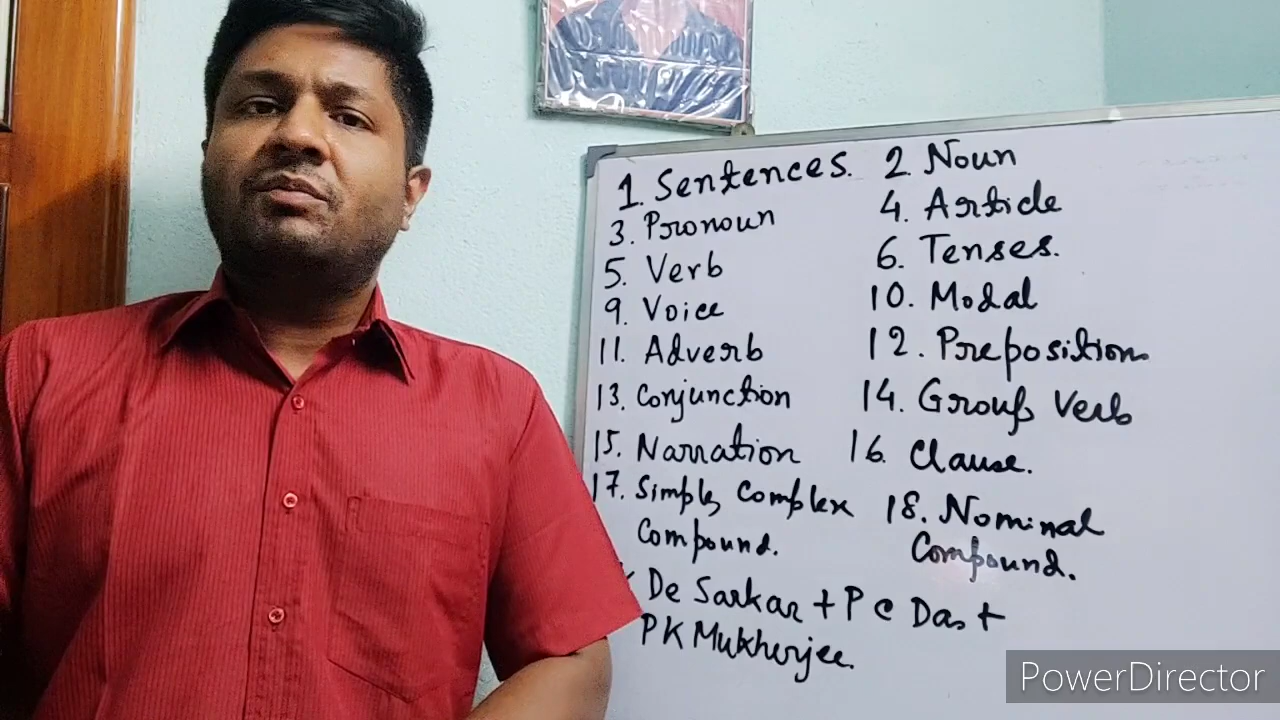 1. Sentences. 2. Noun
3. Pronoun 4. Article
5. Verb 6. Tenses.
9. Voice 10. Modal
11. Adverb 12. Preposition
13. Conjunction 14. Group Verb
15. Narration 16. Clause.
17. Simple, Complex 18. Nominal
Compound. Compound.
De Sarkar + P C Das +
P K Mukherjee.
PowerDirector